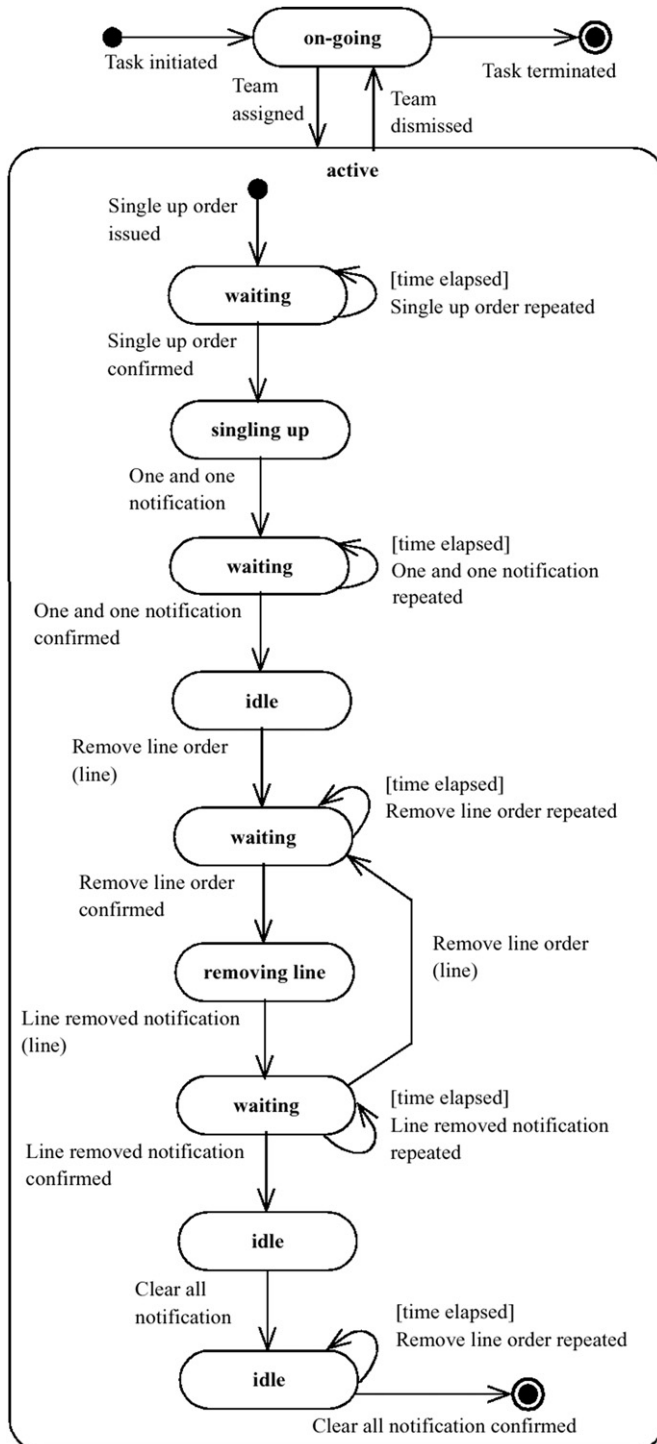 on-going
Task initiated
Task terminated
Team
assigned
Team
dismissed
active
Single up order
issued
waiting
[time elapsed]
Single up order repeated
Single up order
confirmed
singling up
One and one
notification
waiting
[time elapsed]
One and one notification
repeated
One and one notification
confirmed
idle
Remove line order
(line)
waiting
[time elapsed]
Remove line order repeated
Remove line order
confirmed
removing line
Remove line order
(line)
Line removed notification
(line)
waiting
[time elapsed]
Line removed notification
repeated
Line removed notification
confirmed
idle
Clear all
notification
idle
[time elapsed]
Remove line order repeated
Clear all notification confirmed